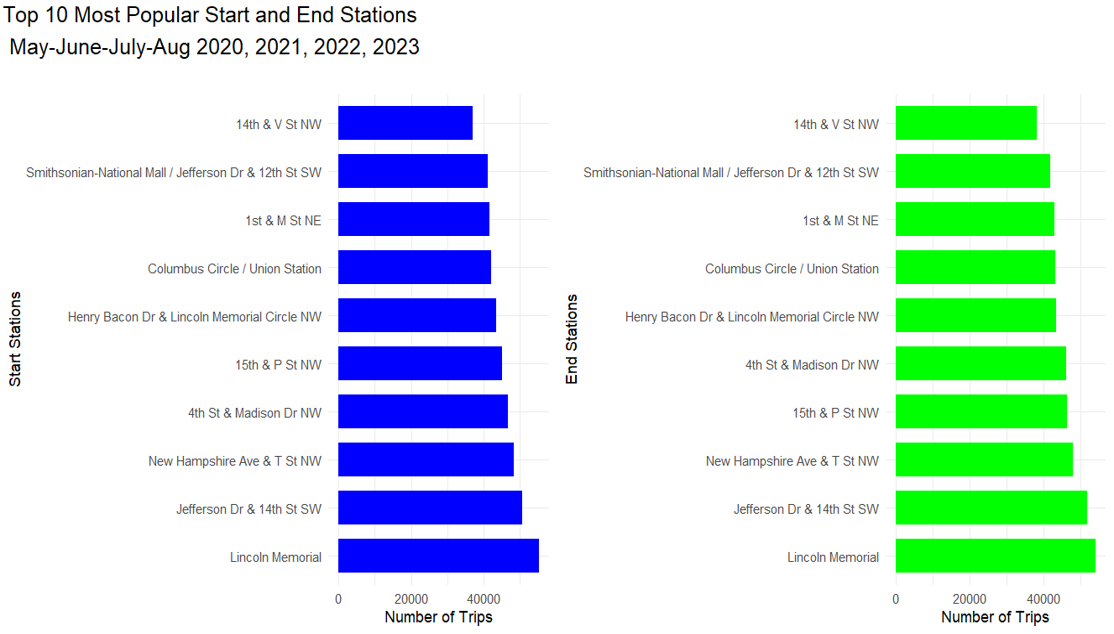 Top 10 Most Popular Start and End Stations
May-June-July-Aug 2020, 2021, 2022, 2023
Start Stations
14th & V St NW
Smithsonian-National Mall / Jefferson Dr & 12th St SW
1st & M St NE
Columbus Circle / Union Station
Henry Bacon Dr & Lincoln Memorial Circle NW
15th & P St NW
4th St & Madison Dr NW
New Hampshire Ave & T St NW
Jefferson Dr & 14th St SW
Lincoln Memorial
0 20000 40000
Number of Trips
End Stations
14th & V St NW
Smithsonian-National Mall / Jefferson Dr & 12th St SW
1st & M St NE
Columbus Circle / Union Station
Henry Bacon Dr & Lincoln Memorial Circle NW
4th St & Madison Dr NW
15th & P St NW
New Hampshire Ave & T St NW
Jefferson Dr & 14th St SW
Lincoln Memorial
0 20000 40000
Number of Trips